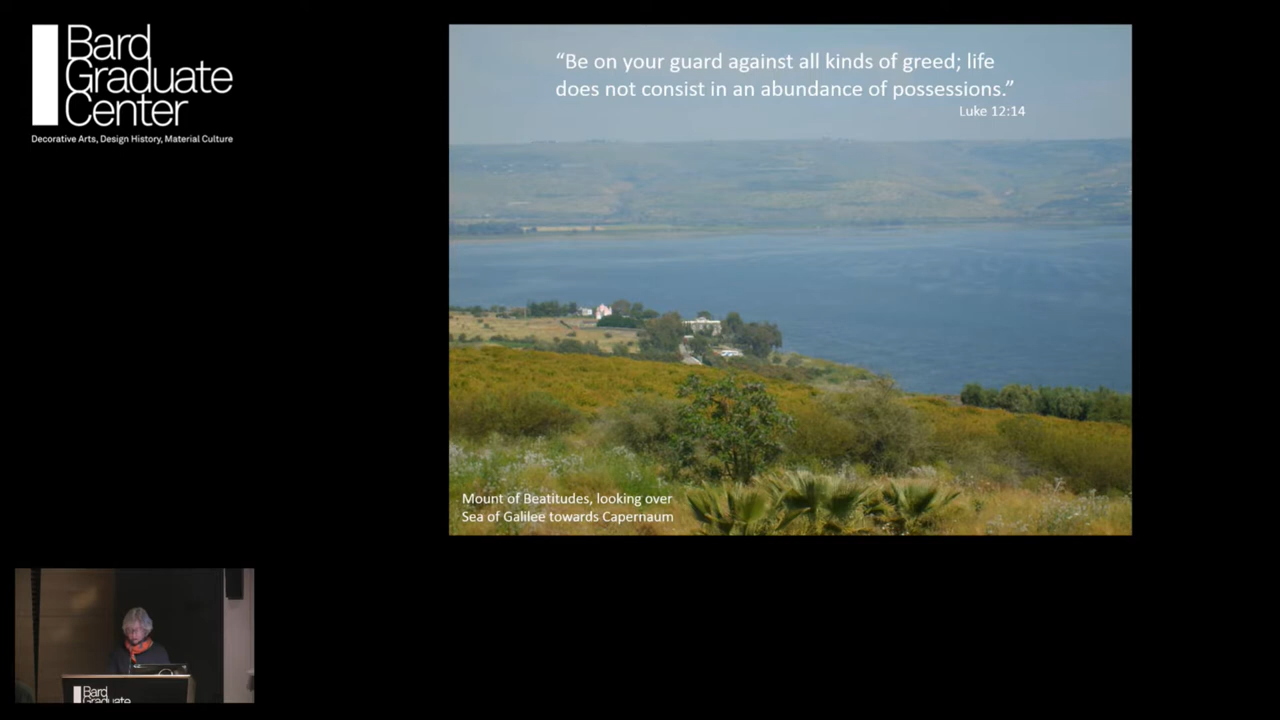 Bard
Graduate
Center
Decorative Arts, Design History, Material Culture
“Be on your guard against all kinds of greed; life
does not consist in an abundance of possessions.”
Luke 12:14
Mount of Beatitudes, looking over
Sea of Galilee towards Capernaum
Bard
Graduate